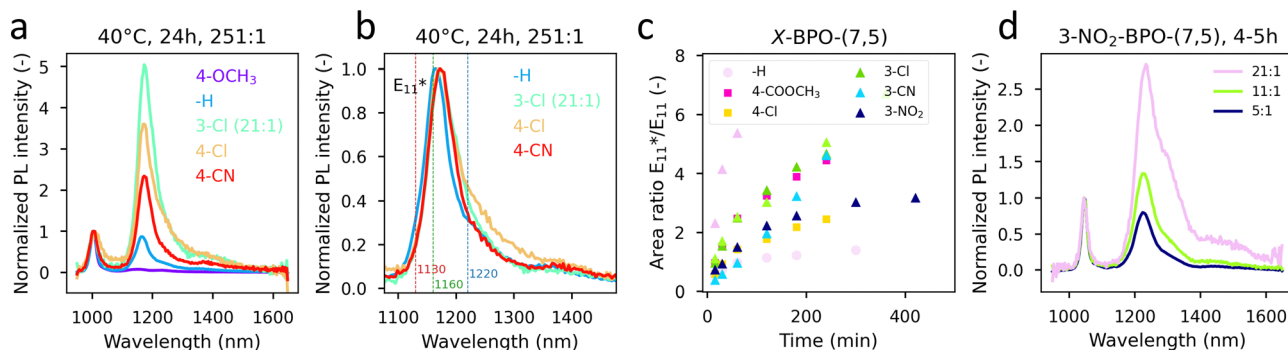 a
40°C, 24h, 251:1
Normalized PL intensity (-)
5
4
3
2
1
0
4-OCH₃
-H
3-Cl (21:1)
4-Cl
4-CN
1000
1200
1400
1600
Wavelength (nm)
b
40°C, 24h, 251:1
Normalized PL intensity (-)
1.0
0.8
0.6
0.4
0.2
0.0
E₁₁*
-H
3-Cl (21:1)
4-Cl
4-CN
1130
1160
1220
1100
1200
1300
1400
Wavelength (nm)
c
X-BPO-(7,5)
Area ratio E₁₁*/E₁₁ (-)
8
6
4
2
0
-H
4-COOCH₃
4-Cl
3-Cl
3-CN
3-NO₂
0
200
400
Time (min)
d
3-NO₂-BPO-(7,5), 4-5h
Normalized PL intensity (-)
2.5
2.0
1.5
1.0
0.5
0.0
21:1
11:1
5:1
1000
1200
1400
1600
Wavelength (nm)